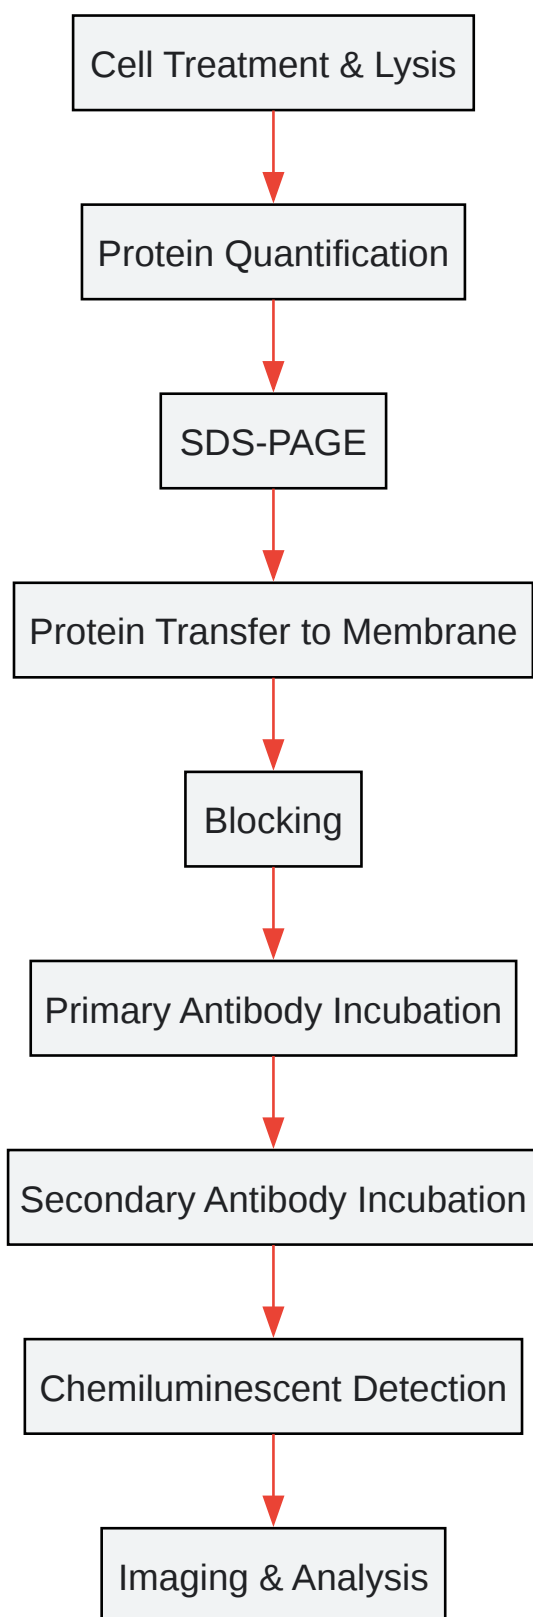 Cell Treatment & Lysis
Protein Quantification
SDS-PAGE
Protein Transfer to Membrane
Blocking
Primary Antibody Incubation
Secondary Antibody Incubation
Chemiluminescent Detection
Imaging & Analysis